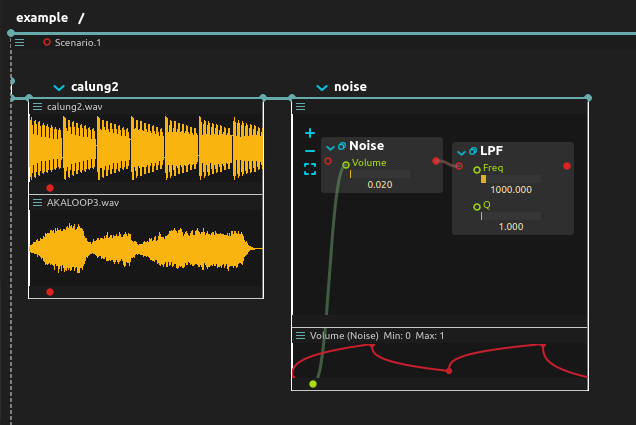 example /
Scenario.1
calung2
noise
calung2.wav
Noise
Volume
0.020
LPF
Freq
1000.000
Q
1.000
AKALOOP3.wav
Volume (Noise) Min: 0 Max: 1